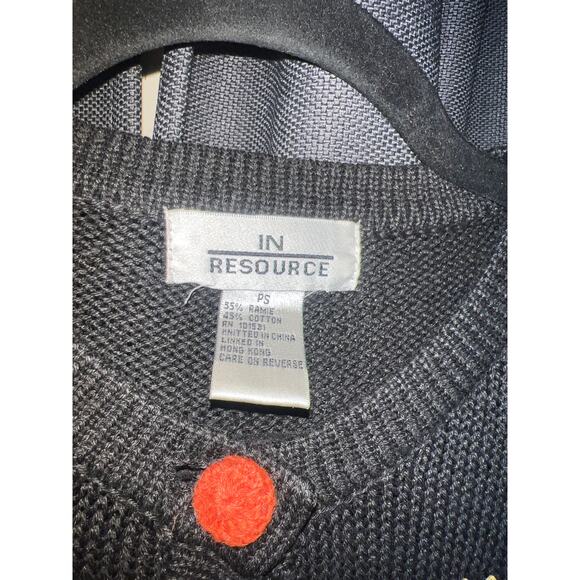 IN
RESOURCE
PS
55% RAMIE
45% COTTON
RN 101531
KNITTED IN CHINA
LINKED IN
HONG KONG
CARE ON REVERSE